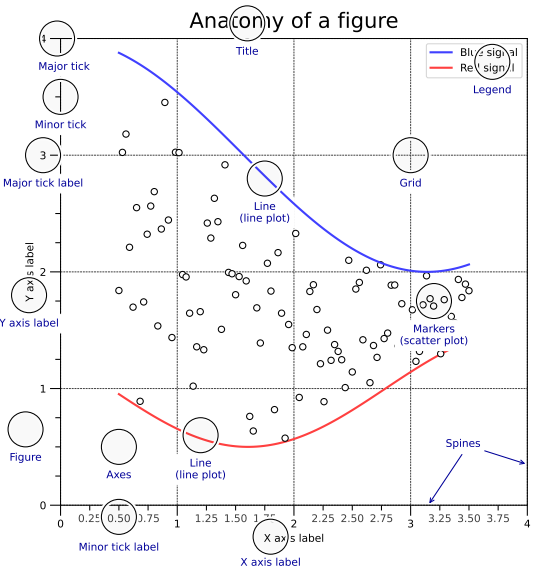 Anatomy of a figure
Title
4
Blue signal
Red signal
Legend
Major tick
Minor tick
3
Major tick label
Grid
Line
(line plot)
2
Y axis label
Y axis label
Markers
(scatter plot)
1
Figure
Axes
Line
(line plot)
Spines
0
0 0.25 0.50 0.75 1 1.25 1.50 1.75 2 2.25 2.50 2.75 3 3.25 3.50 3.75 4
Minor tick label
X axis label
X axis label